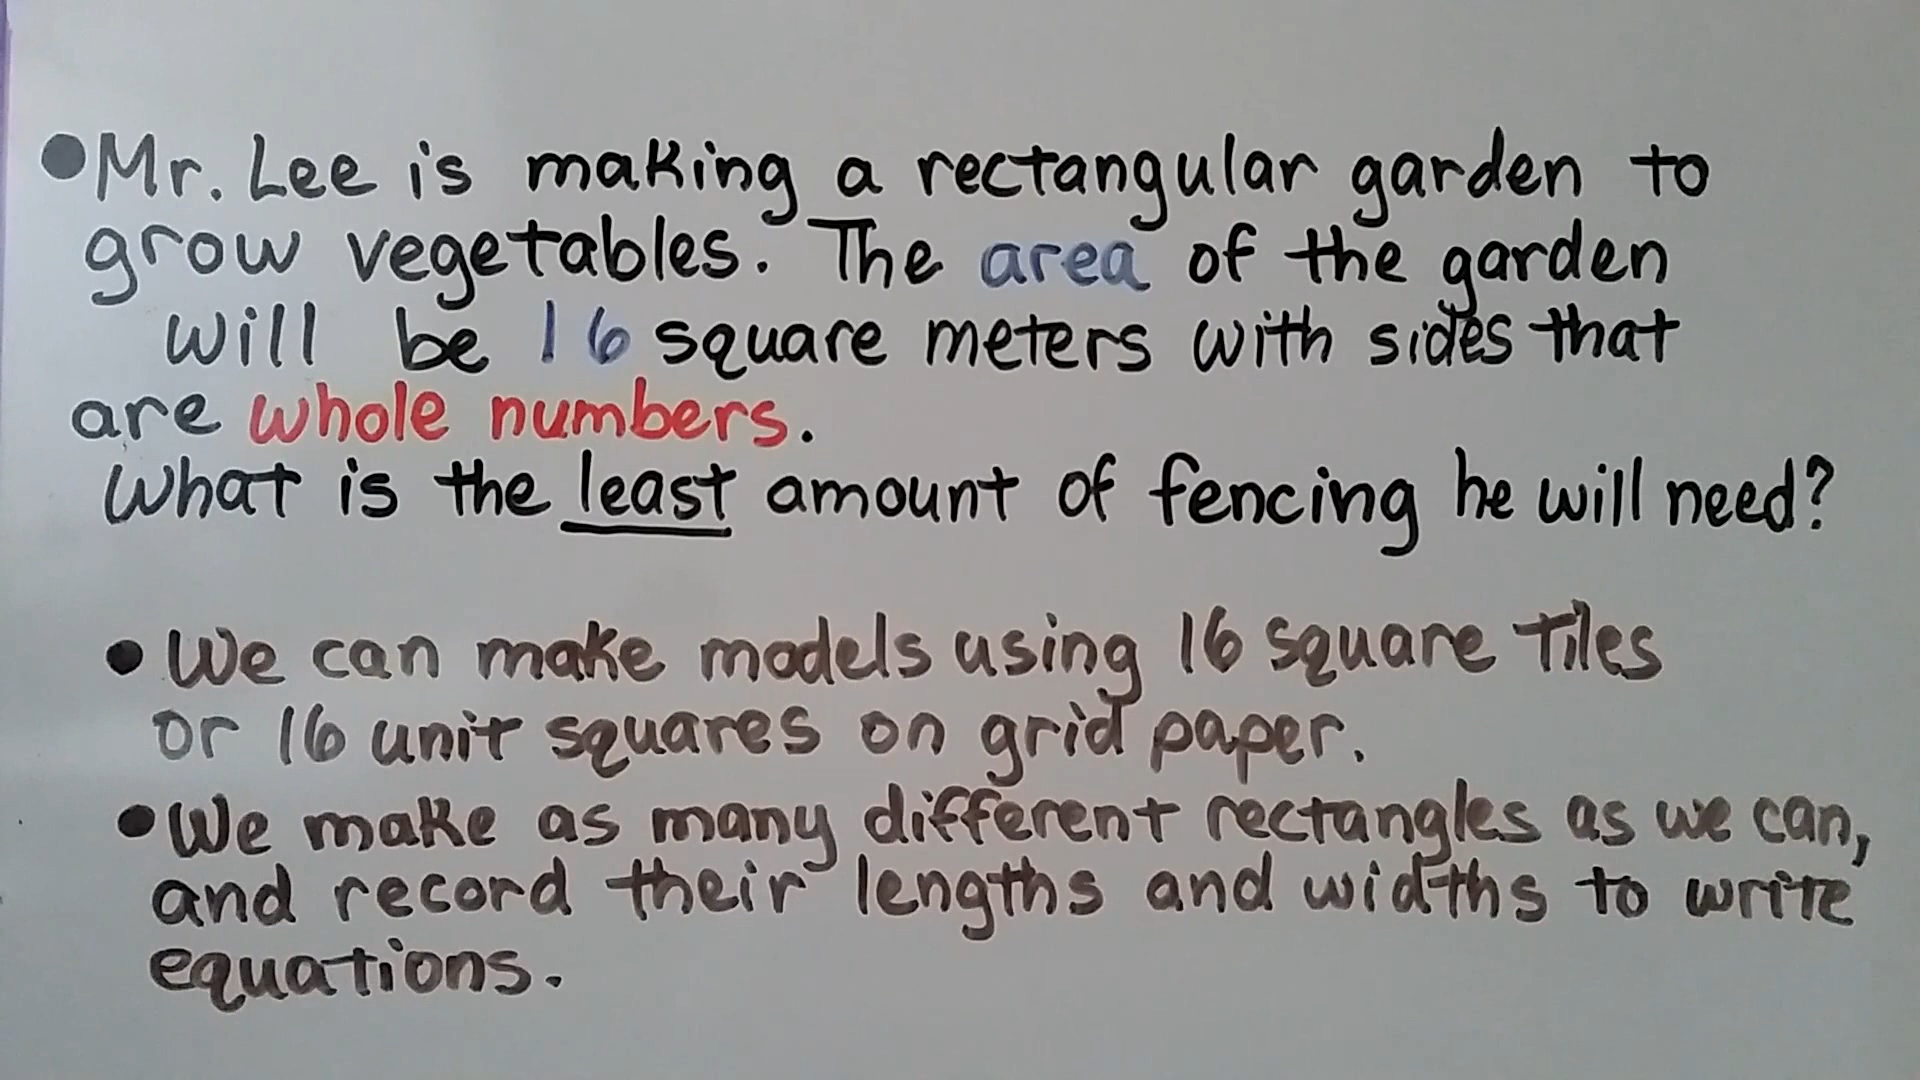 •Mr. Lee is making a rectangular garden to
grow vegetables. The area of the garden
will be 16 square meters with sides that
are whole numbers.
What is the least amount of fencing he will need?
• We can make models using 16 square tiles
or 16 unit squares on grid paper.
• We make as many different rectangles as we can,
and record their lengths and widths to write
equations.